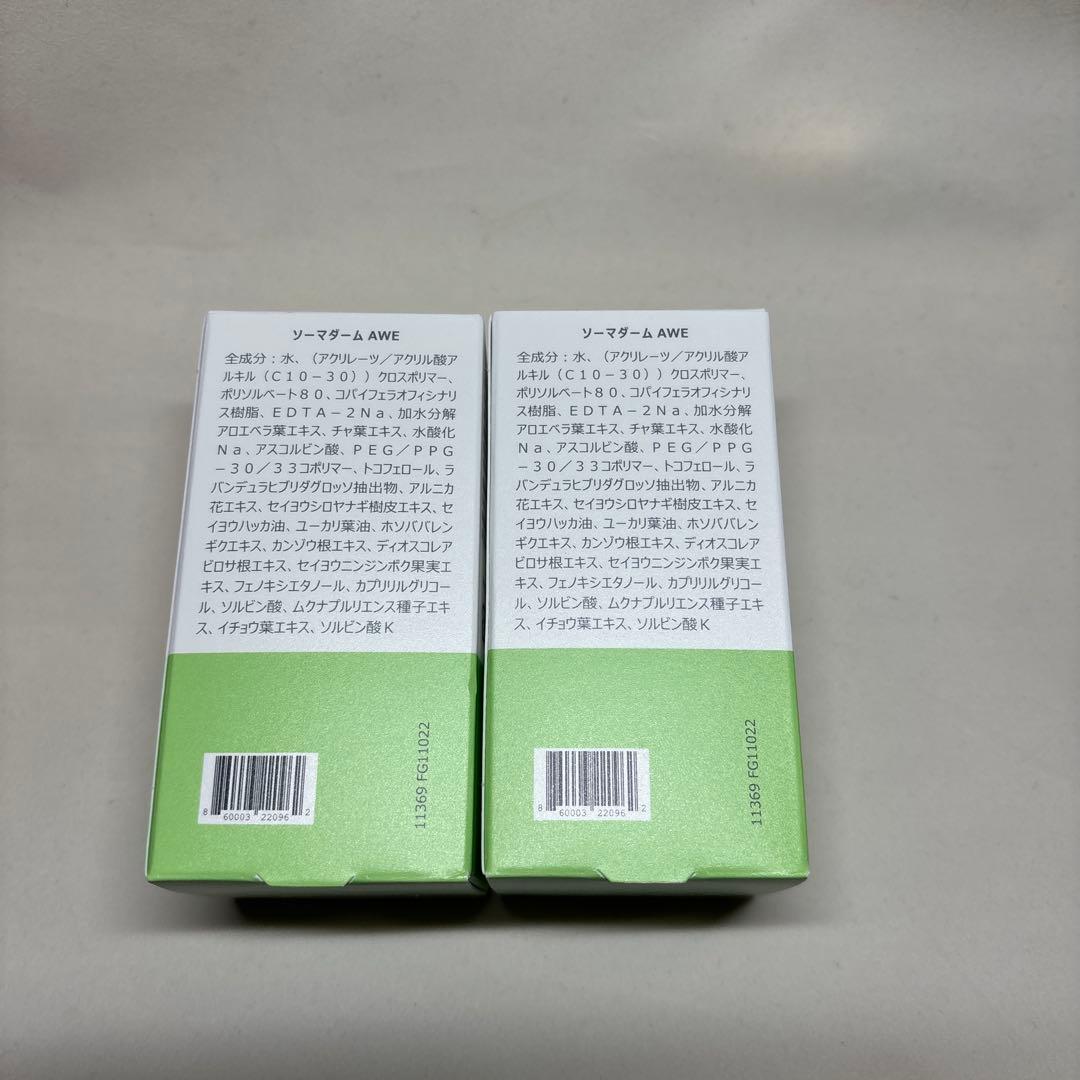 ソーマダーム AWE
全成分：水、（アクリレーツ／アクリル酸ア
ルキル（Ｃ１０－３０））クロスポリマー、
ポリソルベート８０、コパイフェラオフィシナリ
ス樹脂、ＥＤＴＡ－２Ｎａ、加水分解
アロエベラ葉エキス、チャ葉エキス、水酸化
Ｎａ、アスコルビン酸、ＰＥＧ／ＰＰＧ
－３０／３３コポリマー、トコフェロール、ラ
バンデュラヒブリダグロッソ抽出物、アルニカ
花エキス、セイヨウシロヤナギ樹皮エキス、セ
イヨウハッカ油、ユーカリ葉油、ホソババレン
ギクエキス、カンゾウ根エキス、ディオスコレア
ビロサ根エキス、セイヨウニンジンボク果実エ
キス、フェノキシエタノール、カプリリルグリコー
ル、ソルビン酸、ムクナプルリエンス種子エキ
ス、イチョウ葉エキス、ソルビン酸Ｋ
11369 FG11022
8 60003 22096 2
ソーマダーム AWE
全成分：水、（アクリレーツ／アクリル酸ア
ルキル（Ｃ１０－３０））クロスポリマー、
ポリソルベート８０、コパイフェラオフィシナリ
ス樹脂、ＥＤＴＡ－２Ｎａ、加水分解
アロエベラ葉エキス、チャ葉エキス、水酸化
Ｎａ、アスコルビン酸、ＰＥＧ／ＰＰＧ
－３０／３３コポリマー、トコフェロール、ラ
バンデュラヒブリダグロッソ抽出物、アルニカ
花エキス、セイヨウシロヤナギ樹皮エキス、セ
イヨウハッカ油、ユーカリ葉油、ホソババレン
ギクエキス、カンゾウ根エキス、ディオスコレア
ビロサ根エキス、セイヨウニンジンボク果実エ
キス、フェノキシエタノール、カプリリルグリコー
ル、ソルビン酸、ムクナプルリエンス種子エキ
ス、イチョウ葉エキス、ソルビン酸Ｋ
11369 FG11022
8 60003 22096 2